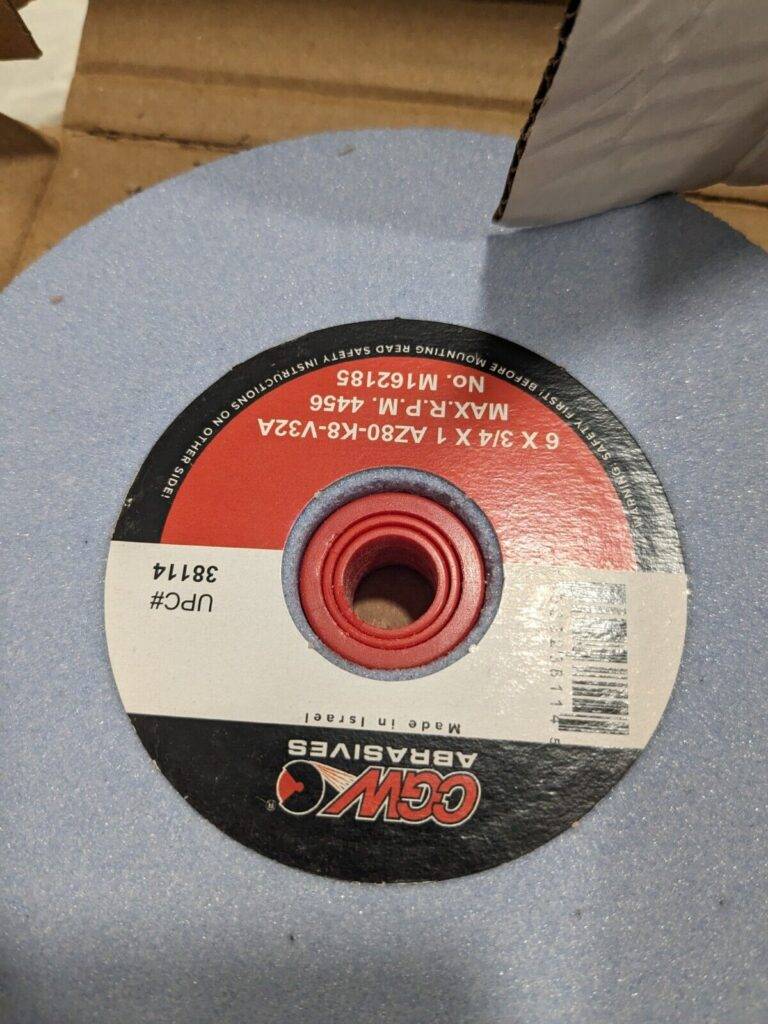 CGW®
ABRASIVES
Made in Israel
UPC#
38114
6 X 3/4 X 1 AZ80-K8-V32A
MAX.R.P.M. 4456
No. M162185
WARNING, SAFETY FIRST! BEFORE MOUNTING READ SAFETY INSTRUCTIONS ON OTHER SIDE!